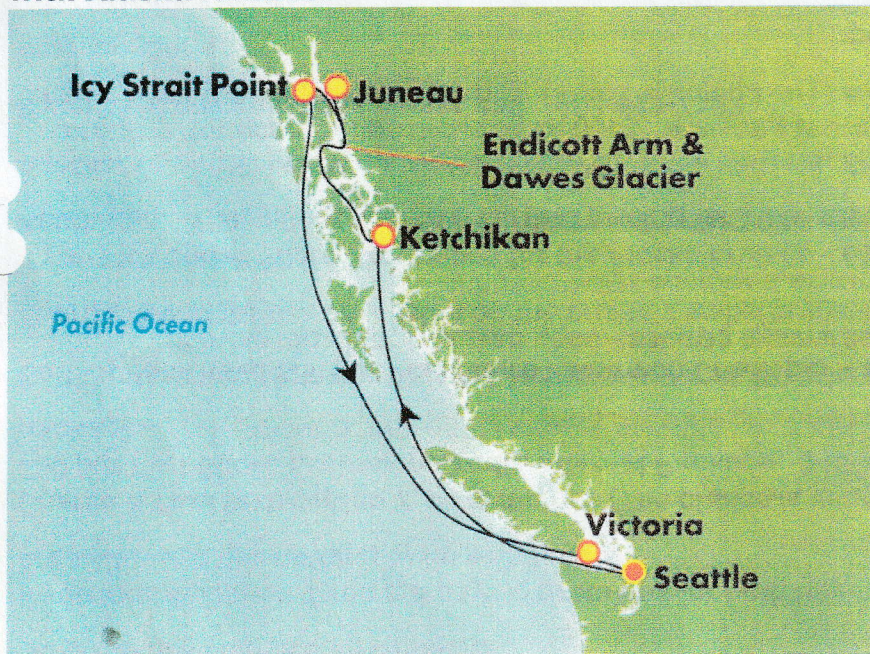 Icy Strait Point
Juneau
Endicott Arm &
Dawes Glacier
Ketchikan
Pacific Ocean
Victoria
Seattle